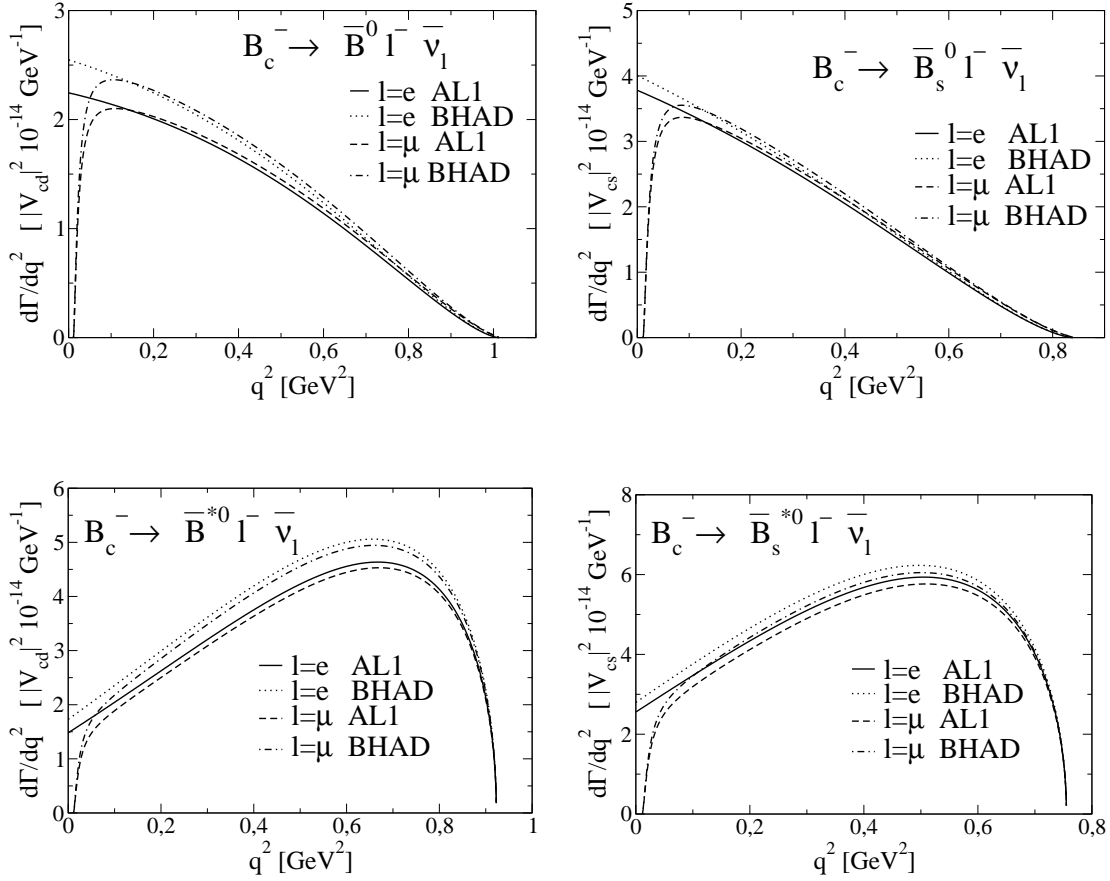 B_c^- → B̅^0 l^- ν̅_l
l=e AL1
l=e BHAD
l=μ AL1
l=μ BHAD
dΓ/dq^2 [ |V_cd|^2 10^-14 GeV^-1]
3
2
1
0
0 0,2 0,4 0,6 0,8 1
q^2 [GeV^2]
B_c^- → B̅_s^0 l^- ν̅_l
l=e AL1
l=e BHAD
l=μ AL1
l=μ BHAD
dΓ/dq^2 [ |V_cs|^2 10^-14 GeV^-1]
5
4
3
2
1
0
0 0,2 0,4 0,6 0,8
q^2 [GeV^2]
B_c^- → B̅^*0 l^- ν̅_l
l=e AL1
l=e BHAD
l=μ AL1
l=μ BHAD
dΓ/dq^2 [ |V_cd|^2 10^-14 GeV^-1]
6
5
4
3
2
1
0
0 0,2 0,4 0,6 0,8 1
q^2 [GeV^2]
B_c^- → B̅_s^*0 l^- ν̅_l
l=e AL1
l=e BHAD
l=μ AL1
l=μ BHAD
dΓ/dq^2 [ |V_cs|^2 10^-14 GeV^-1]
8
6
4
2
0
0 0,2 0,4 0,6 0,8
q^2 [GeV^2]